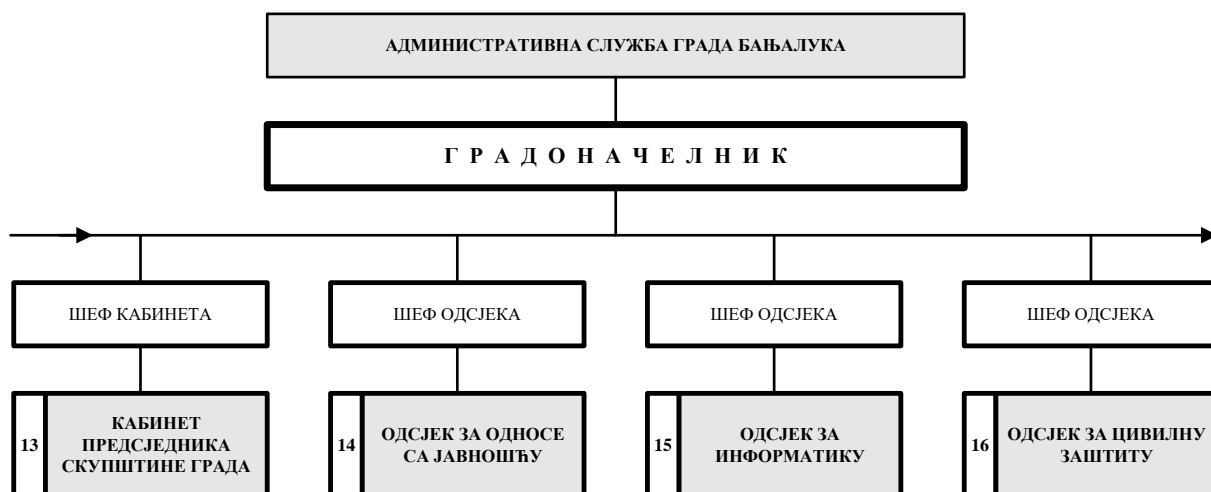 АДМИНИСТРАТИВНА СЛУЖБА ГРАДА БАЊАЛУКА
Г Р А Д О Н А Ч Е Л Н И К
ШЕФ КАБИНЕТА
ШЕФ ОДСЈЕКА
ШЕФ ОДСЈЕКА
ШЕФ ОДСЈЕКА
13
КАБИНЕТ
ПРЕДСЈЕДНИКА
СКУПШТИНЕ ГРАДА
14
ОДСЈЕК ЗА ОДНОСЕ
СА ЈАВНОШЋУ
15
ОДСЈЕК ЗА
ИНФОРМАТИКУ
16
ОДСЈЕК ЗА ЦИВИЛНУ
ЗАШТИТУ